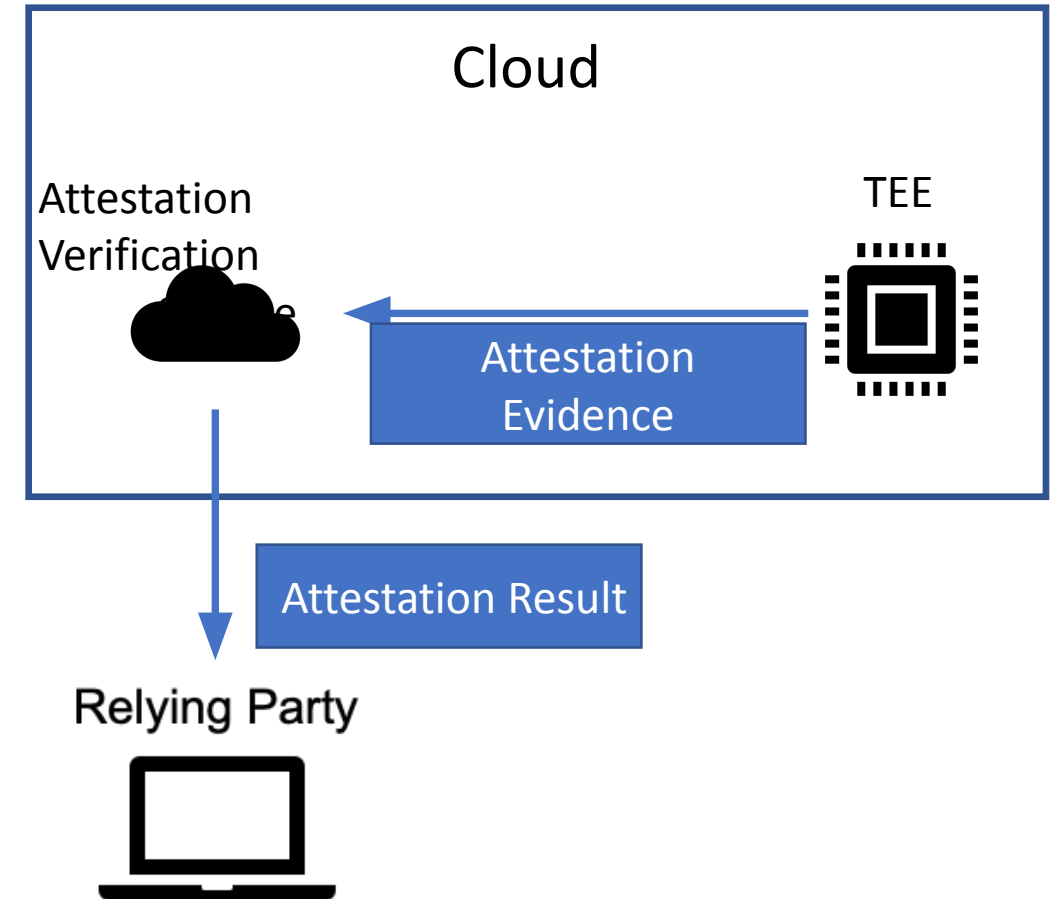 Cloud
Attestation
Verification
TEE
Attestation
Evidence
Attestation Result
Relying Party